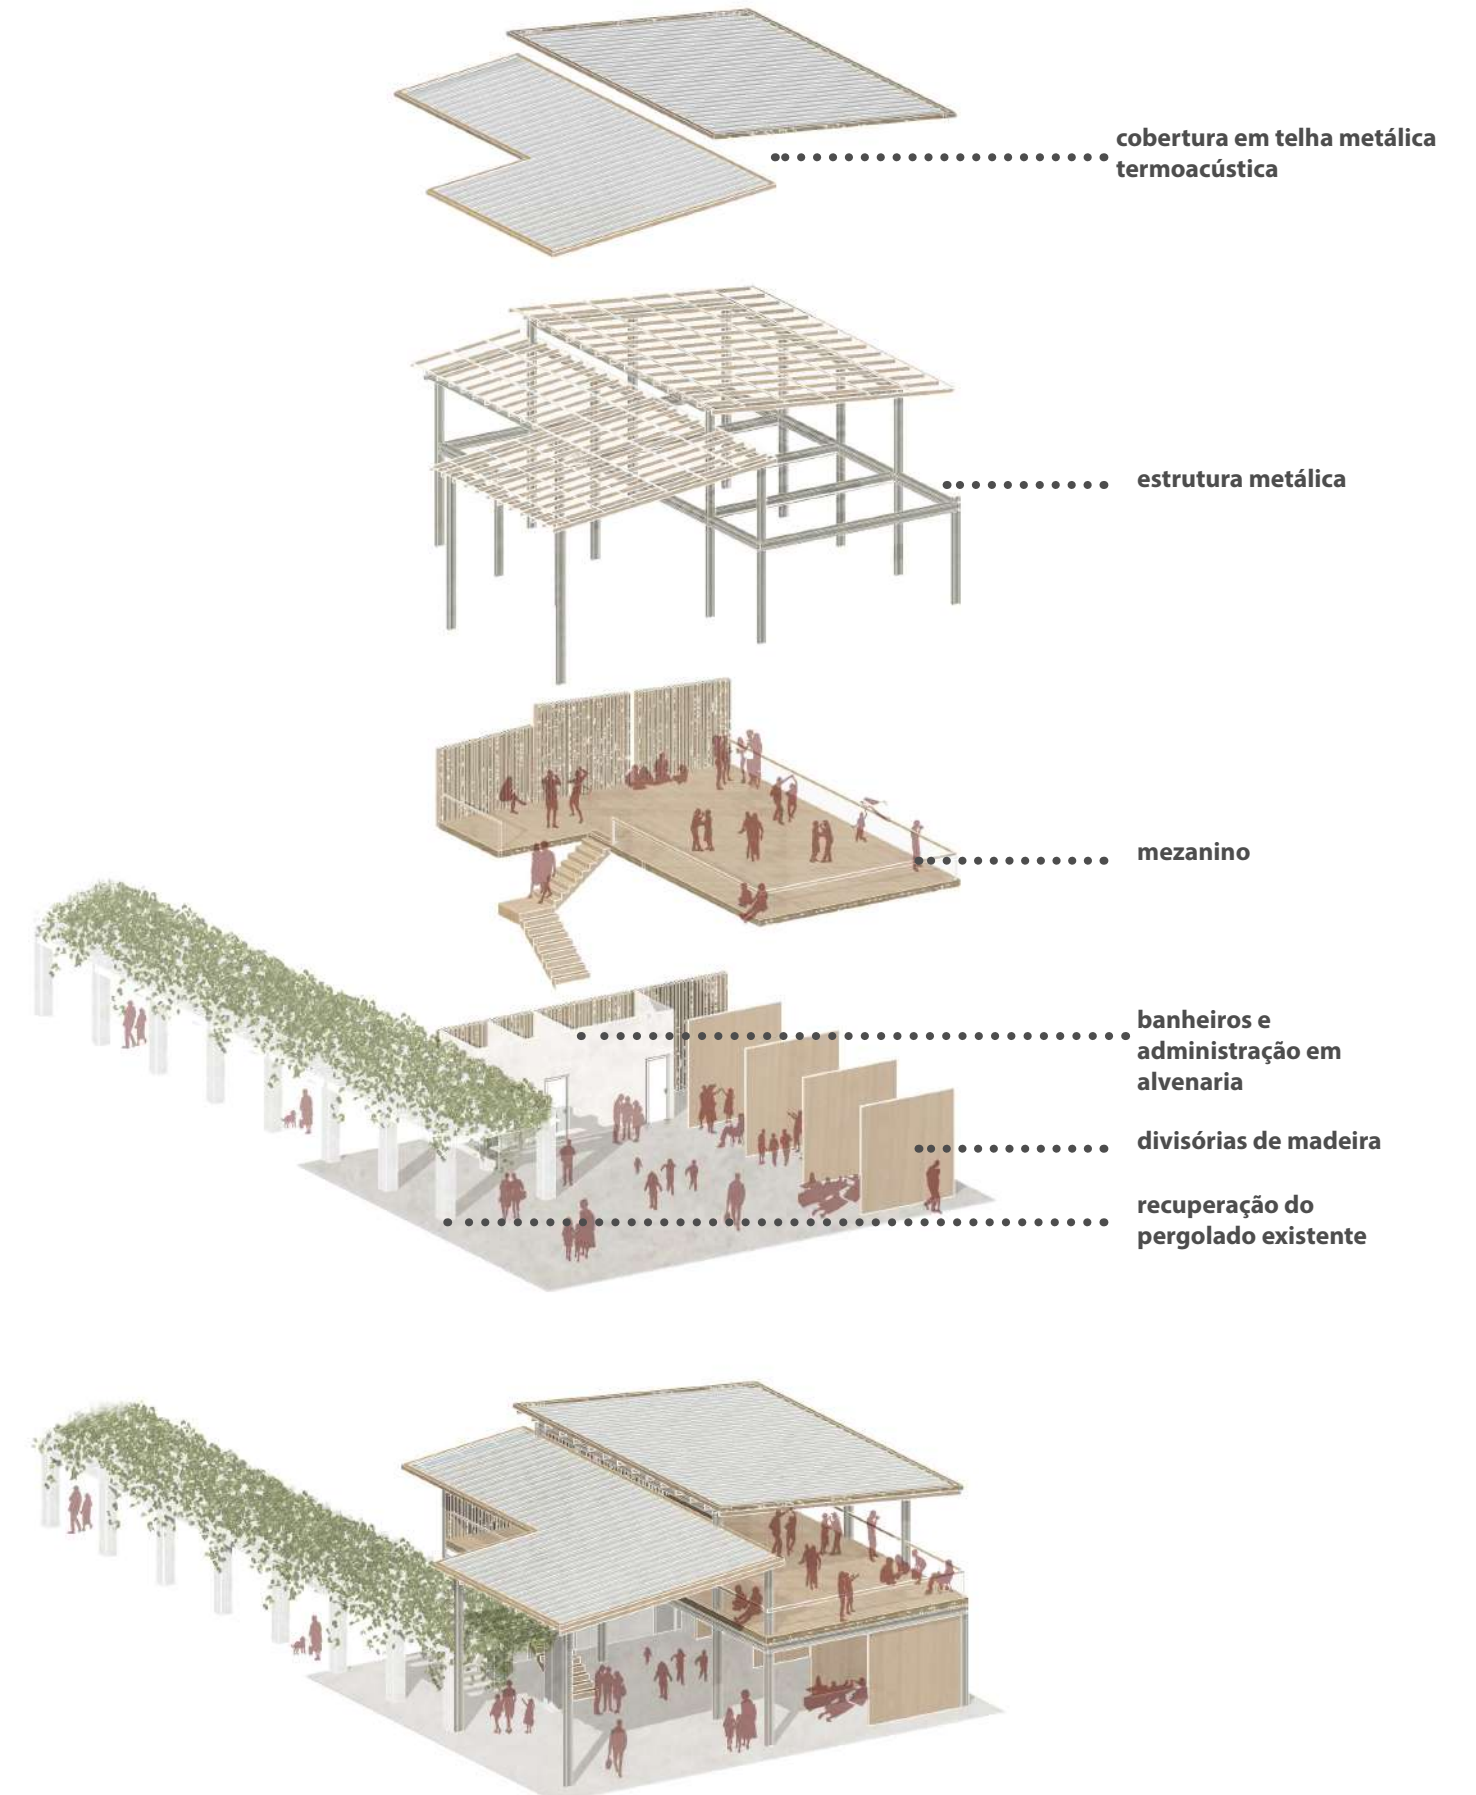 cobertura em telha metálica
termoacústica
estrutura metálica
mezanino
banheiros e
administração em
alvenaria
divisórias de madeira
recuperação do
pergolado existente